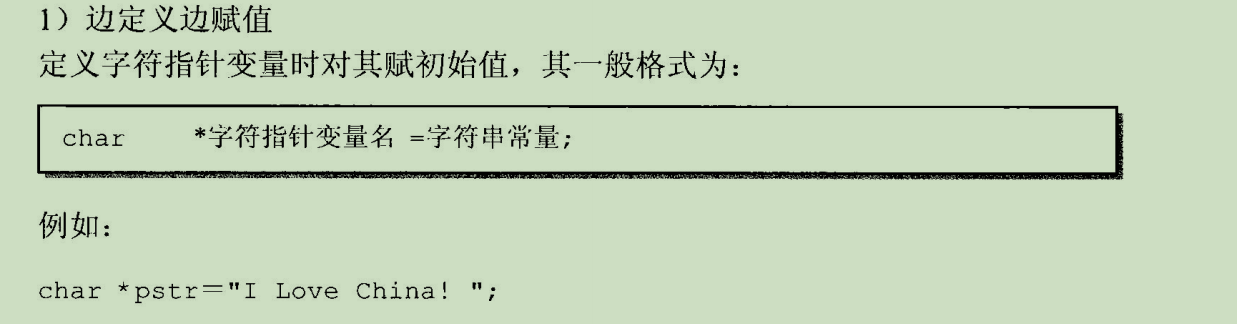 1）边定义边赋值
定义字符指针变量时对其赋初始值，其一般格式为：
char    *字符指针变量名 =字符串常量;
例如：
char *pstr＝"I Love China! ";